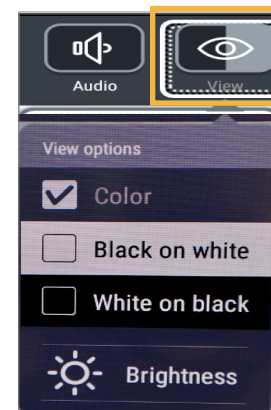 Audio
View
View options
Color
Black on white
White on black
Brightness